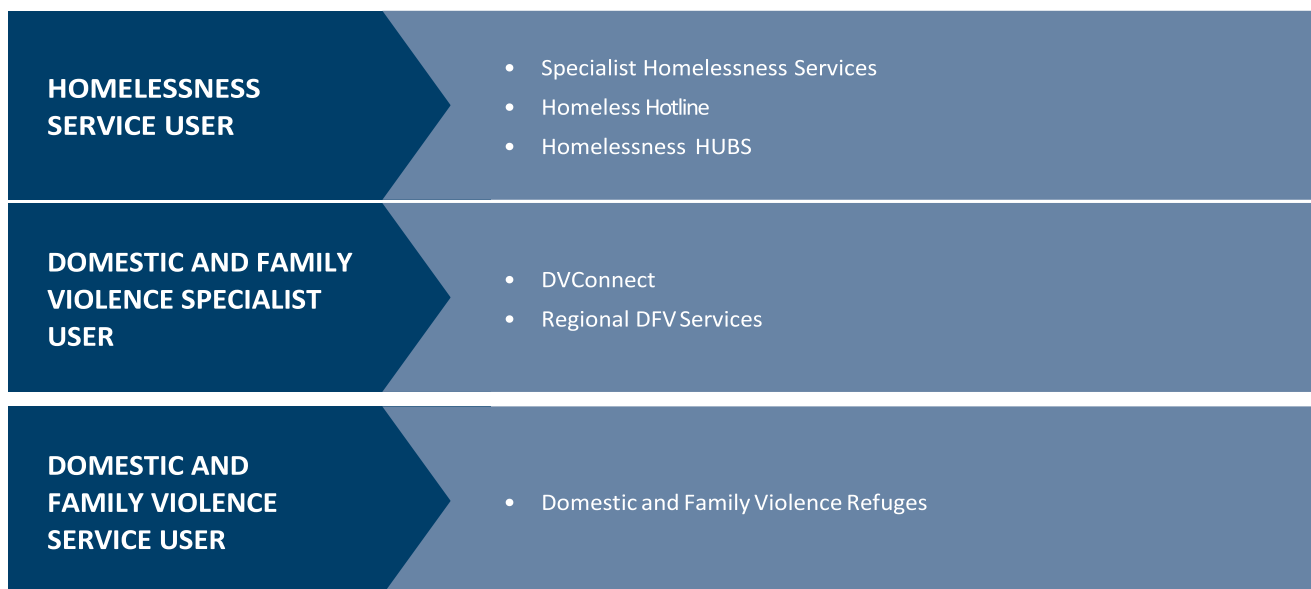 HOMELESSNESS
SERVICE USER
• Specialist Homelessness Services
• Homeless Hotline
• Homelessness HUBS
DOMESTIC AND FAMILY
VIOLENCE SPECIALIST
USER
• DVConnect
• Regional DFV Services
DOMESTIC AND
FAMILY VIOLENCE
SERVICE USER
• Domestic and Family Violence Refuges